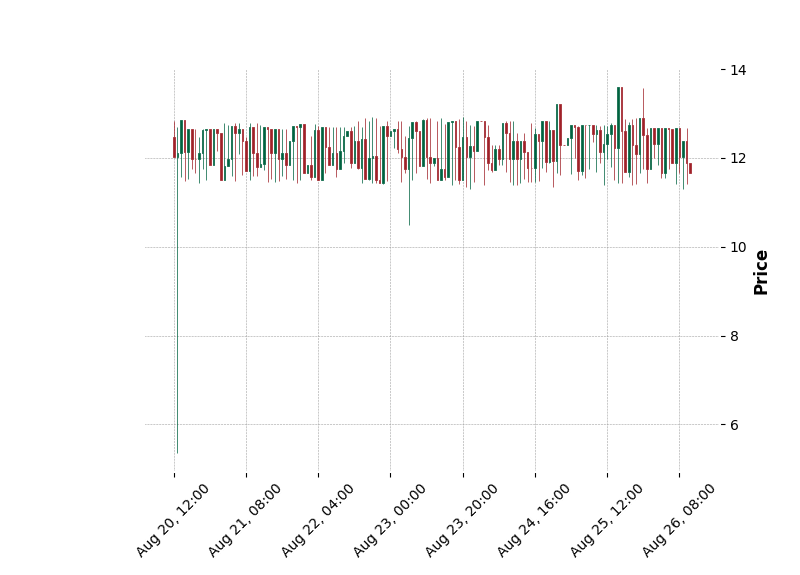 14
12
10
8
6
Price
Aug 20, 12:00
Aug 21, 08:00
Aug 22, 04:00
Aug 23, 00:00
Aug 23, 20:00
Aug 24, 16:00
Aug 25, 12:00
Aug 26, 08:00